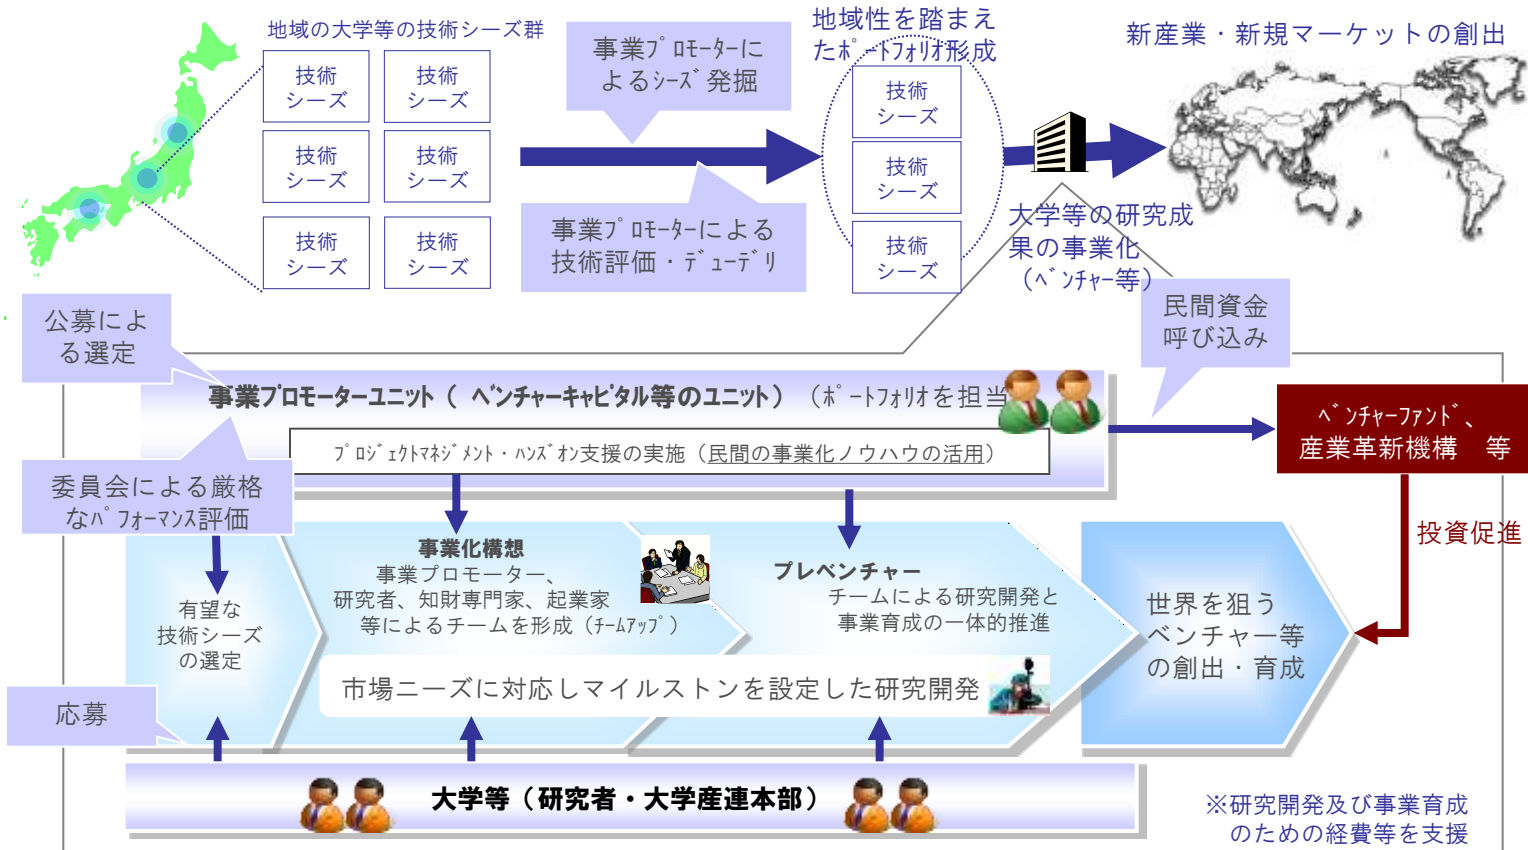 地域の大学等の技術シーズ群
技術
シーズ
技術
シーズ
技術
シーズ
技術
シーズ
技術
シーズ
技術
シーズ
事業ﾌﾟﾛﾓｰﾀｰに
よるｼｰｽﾞ発掘
事業ﾌﾟﾛﾓｰﾀｰによる
技術評価・ﾃﾞｭｰﾃﾞﾘ
地域性を踏まえ
たﾎﾟｰﾄﾌｫﾘｵ形成
技術
シーズ
技術
シーズ
技術
シーズ
新産業・新規マーケットの創出
大学等の研究成
果の事業化
（ﾍﾞﾝﾁｬｰ等）
公募によ
る選定
民間資金
呼び込み
事業プロモーターユニット（ ベンチャーキャピタル等のユニット）（ﾎﾟｰﾄﾌｫﾘｵを担当
ﾌﾟﾛｼﾞｪｸﾄﾏﾈｼﾞﾒﾝﾄ・ﾊﾝｽﾞｵﾝ支援の実施（民間の事業化ノウハウの活用）
ﾍﾞﾝﾁｬｰﾌｧﾝﾄﾞ、
産業革新機構　等
委員会による厳格
なﾊﾟﾌｫｰﾏﾝｽ評価
投資促進
有望な
技術シーズ
の選定
事業化構想
事業プロモーター、
研究者、知財専門家、起業家
等によるチームを形成（ﾁｰﾑｱｯﾌﾟ）
プレベンチャー
チームによる研究開発と
事業育成の一体的推進
世界を狙う
ベンチャー等
の創出・育成
市場ニーズに対応しマイルストンを設定した研究開発
応募
大学等（研究者・大学産連本部）
※研究開発及び事業育成
のための経費等を支援